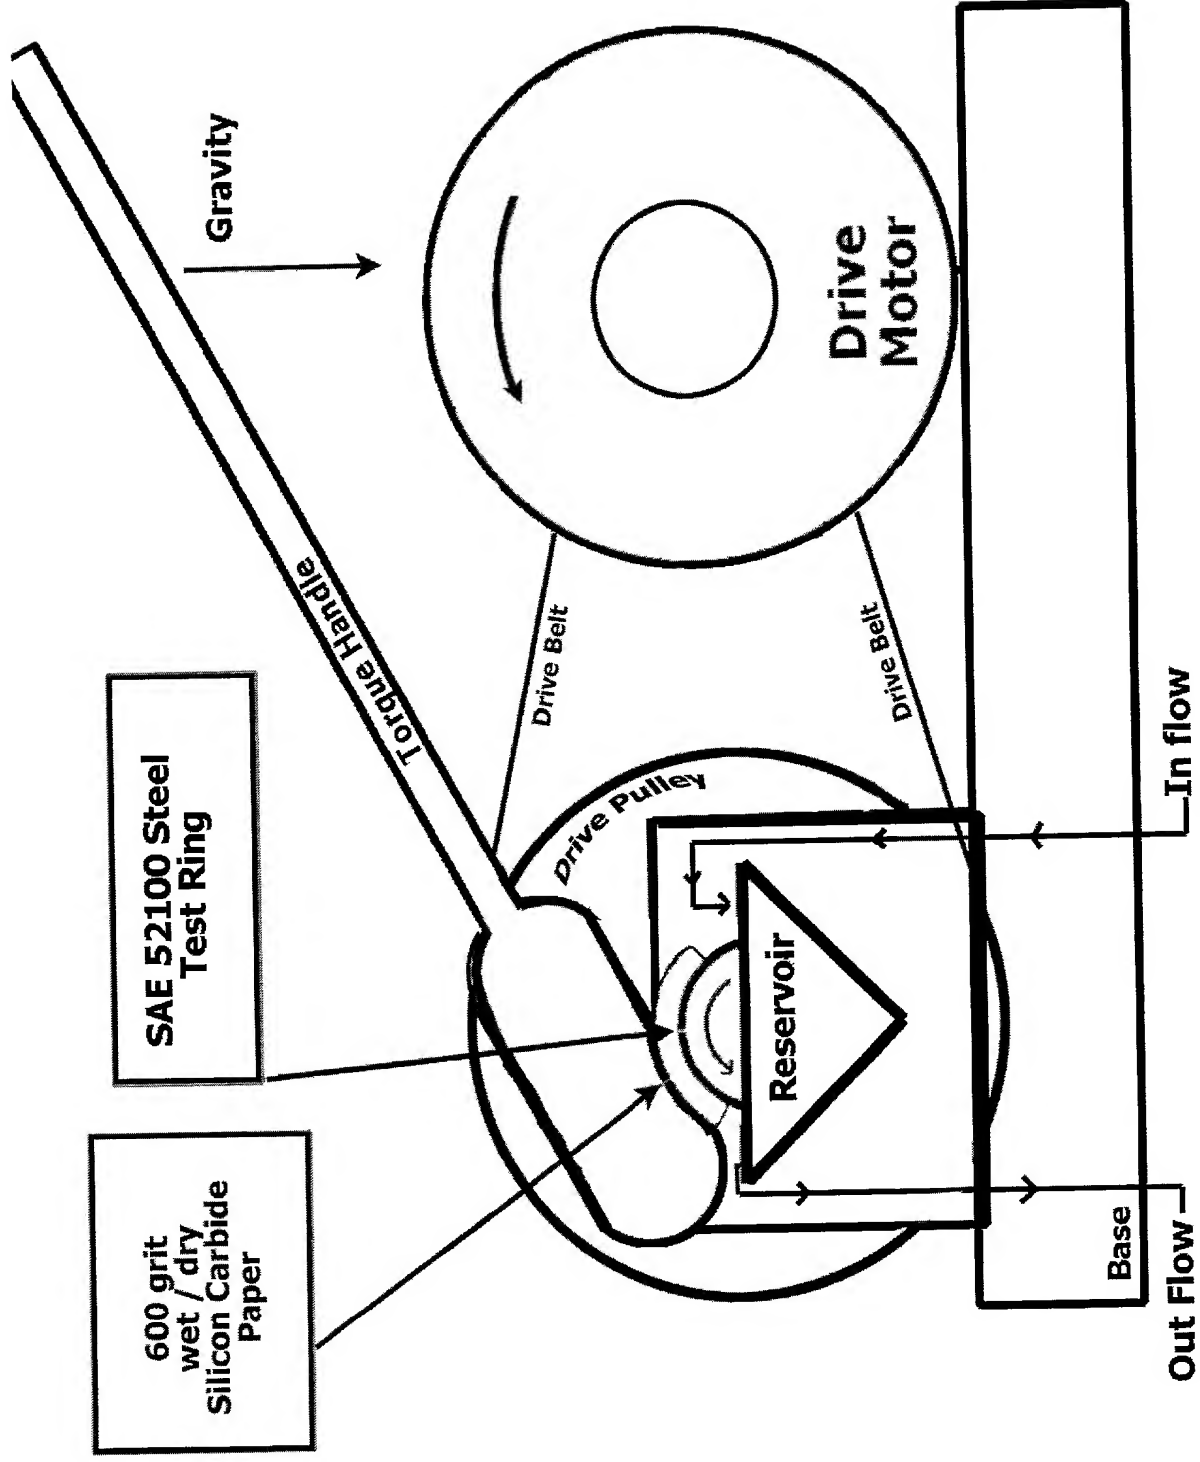 600 grit
wet / dry
Silicon Carbide
Paper
SAE 52100 Steel
Test Ring
Torque Handle
Gravity
Drive Belt
Drive Pulley
Drive
Motor
Drive Belt
Reservoir
Base
Out Flow
In flow